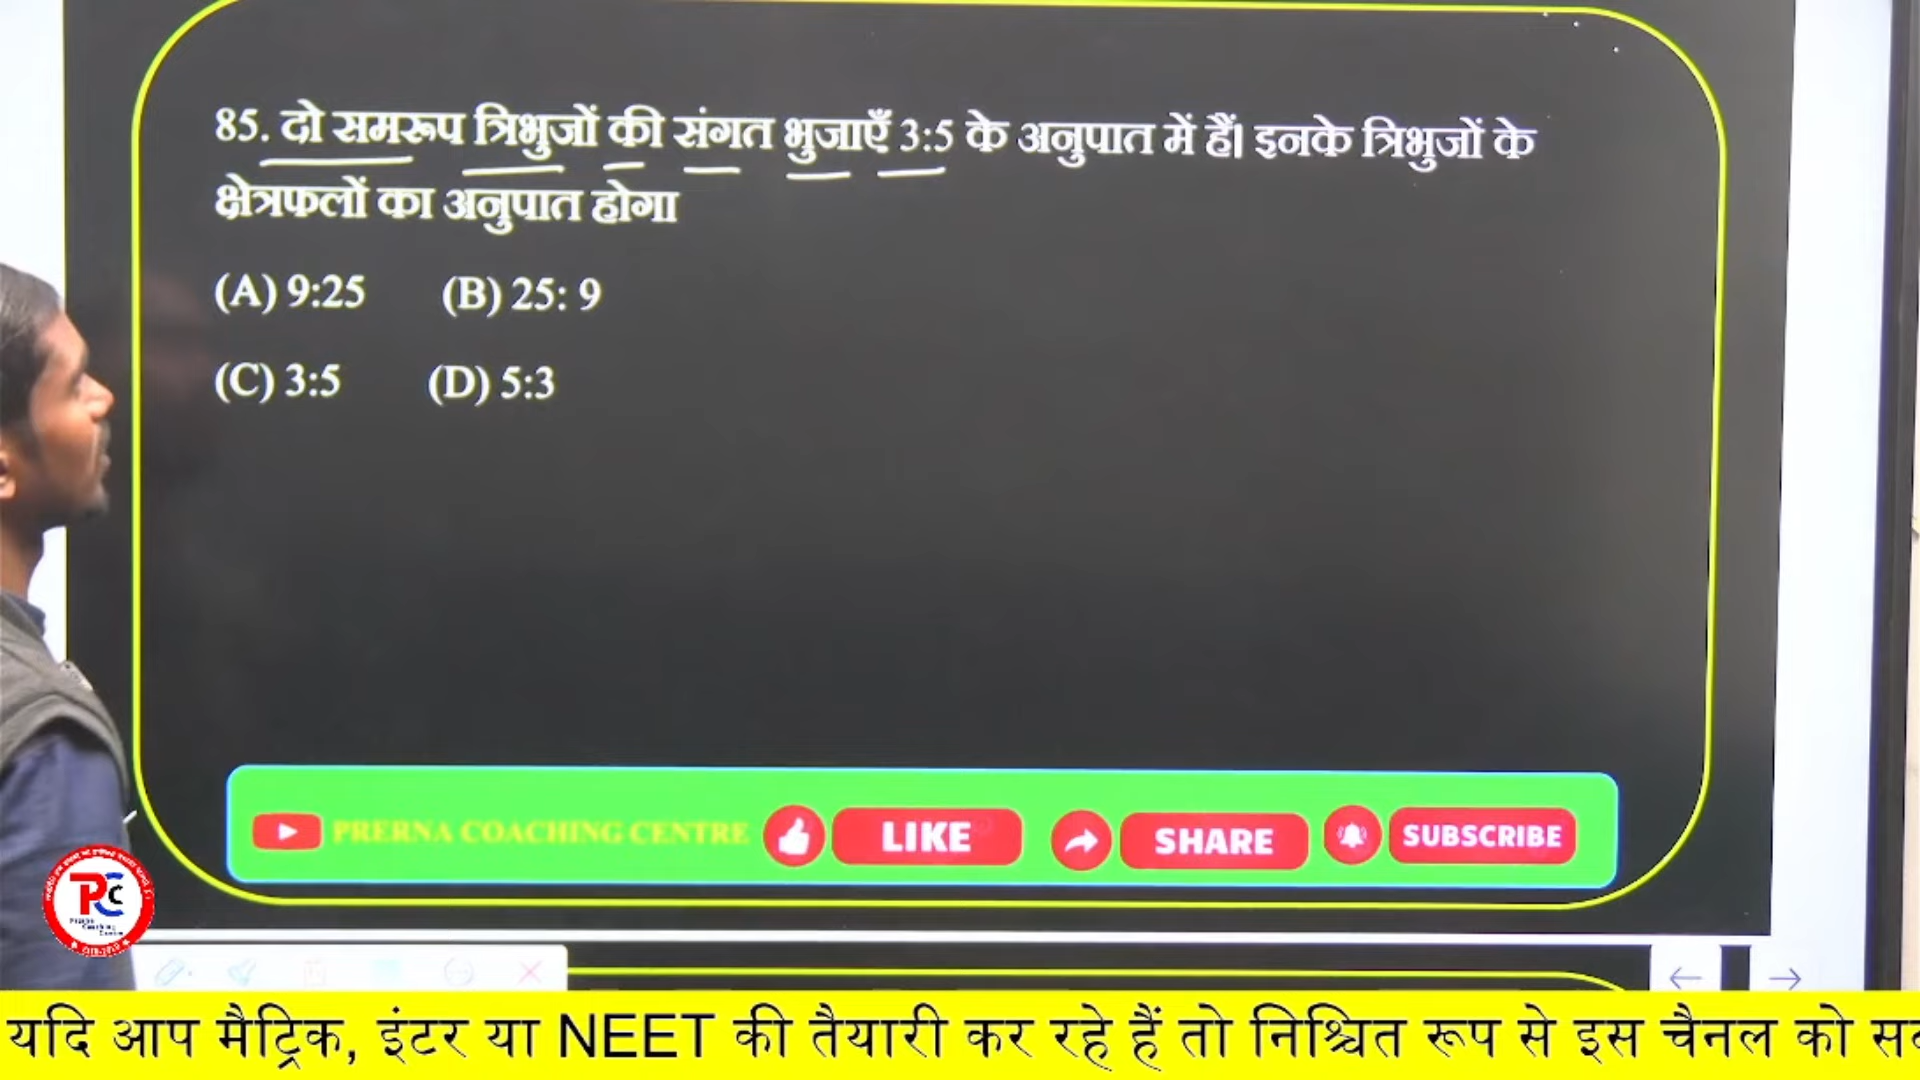 85. दो समरूप त्रिभुजों की संगत भुजाएँ 3:5 के अनुपात में हैं। इनके त्रिभुजों के
क्षेत्रफलों का अनुपात होगा
(A) 9:25 (B) 25: 9
(C) 3:5 (D) 5:3
PRERNA COACHING CENTRE LIKE SHARE SUBSCRIBE
PCC
यदि आप मैट्रिक, इंटर या NEET की तैयारी कर रहे हैं तो निश्चित रूप से इस चैनल को